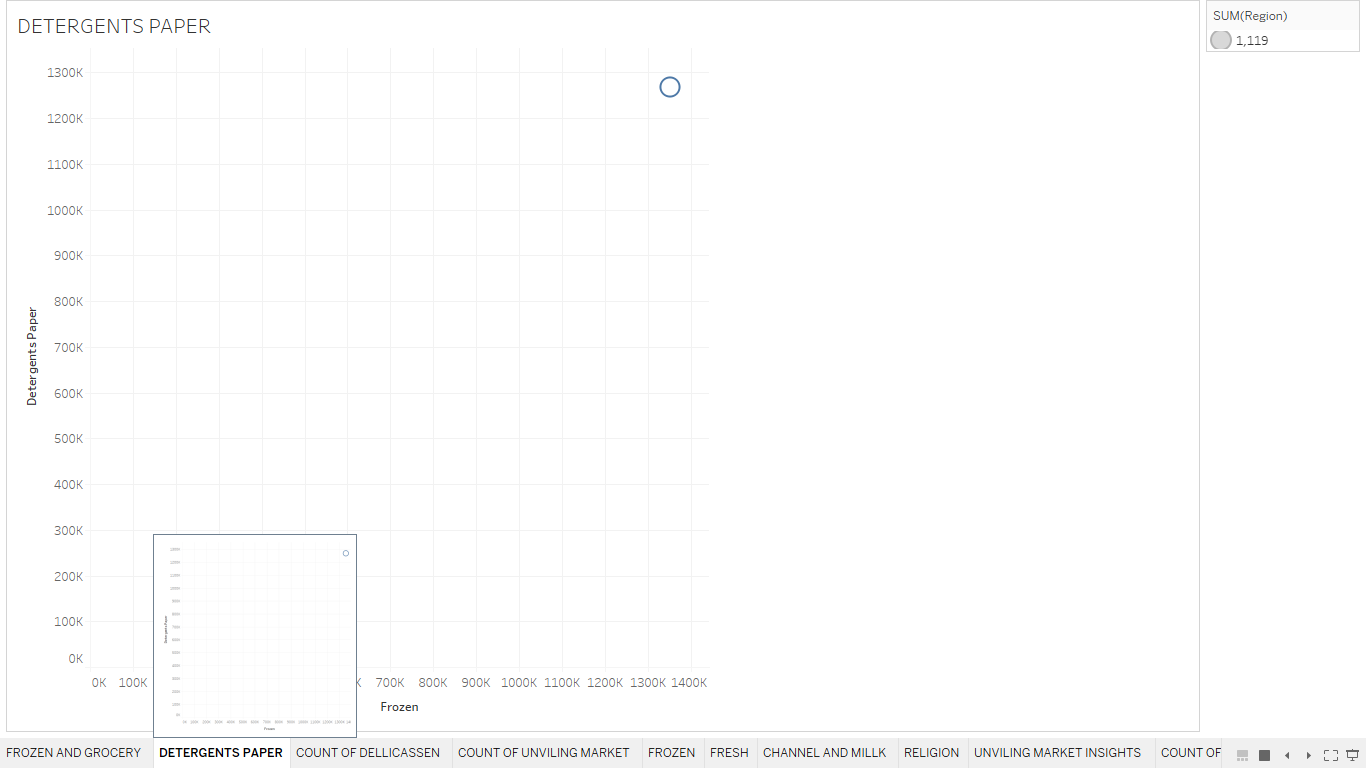 DETERGENTS PAPER
SUM(Region)
1,119
1300K
1200K
1100K
1000K
900K
800K
700K
600K
500K
400K
300K
200K
100K
0K
Detergents Paper
0K 100K 700K 800K 900K 1000K 1100K 1200K 1300K 1400K
Frozen
FROZEN AND GROCERY DETERGENTS PAPER COUNT OF DELLICASSEN COUNT OF UNVILING MARKET FROZEN FRESH CHANNEL AND MILLK RELIGION UNVILING MARKET INSIGHTS COUNT OF